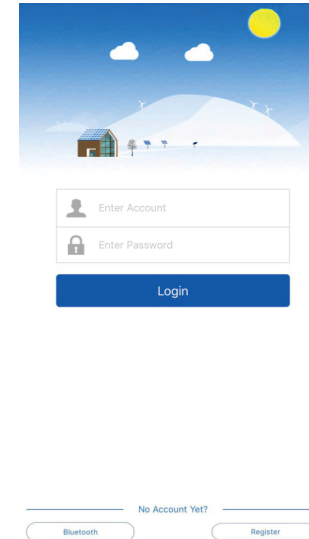 Enter Account
Enter Password
Login
No Account Yet?
Bluetooth
Register